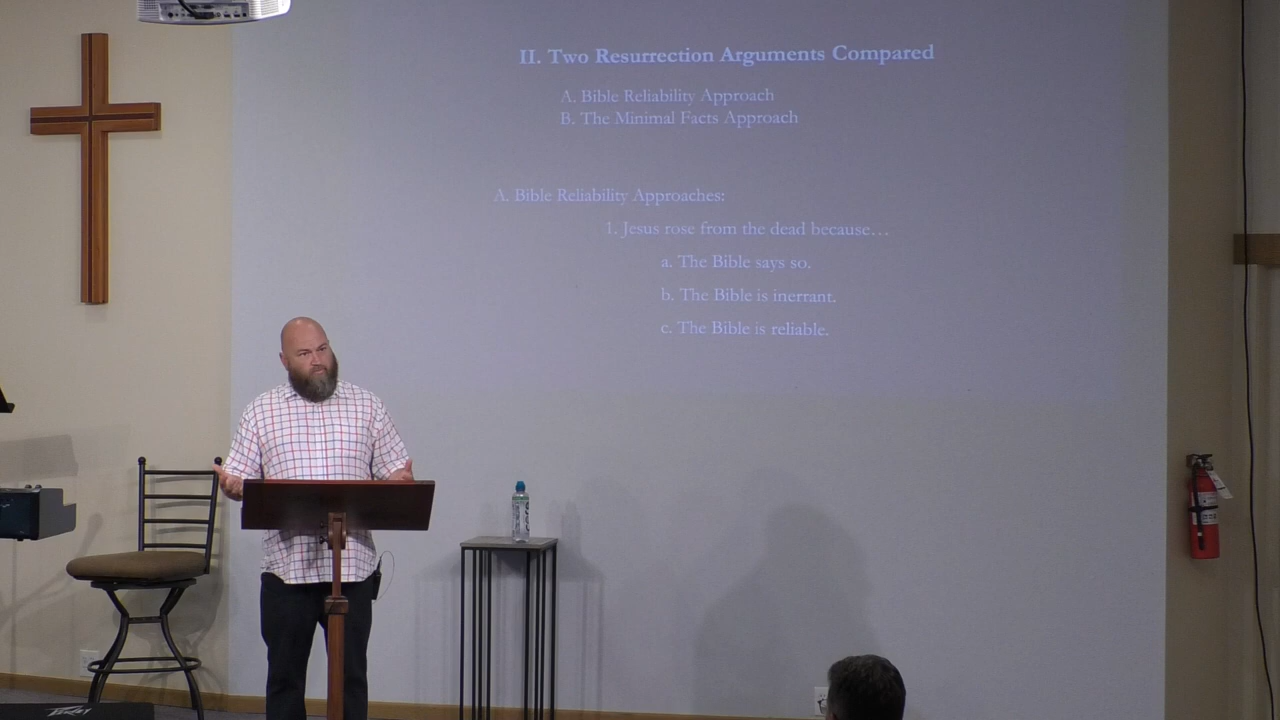 II. Two Resurrection Arguments Compared
A. Bible Reliability Approach
B. The Minimal Facts Approach
A. Bible Reliability Approaches:
1. Jesus rose from the dead because…
a. The Bible says so.
b. The Bible is inerrant.
c. The Bible is reliable.
PEAVEY